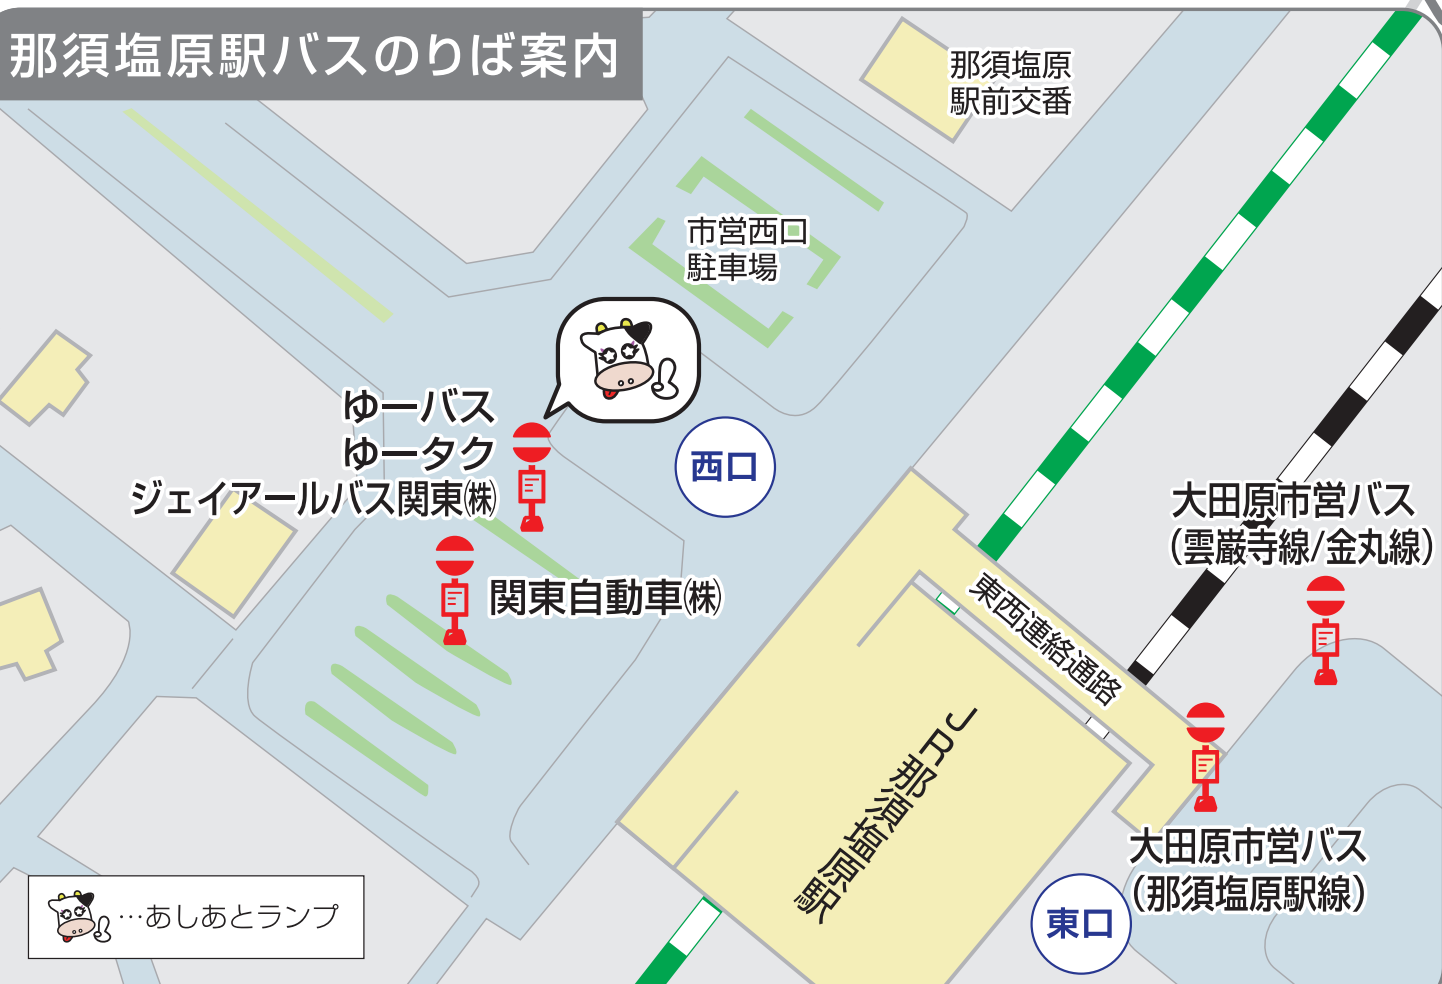 那須塩原駅バスのりば案内
那須塩原
駅前交番
市営西口
駐車場
ゆーバス
ゆータク
ジェイアールバス関東㈱
西口
関東自動車㈱
大田原市営バス
（雲巌寺線/金丸線）
東西連絡通路
JR那須塩原駅
大田原市営バス
（那須塩原駅線）
東口
…あしあとランプ